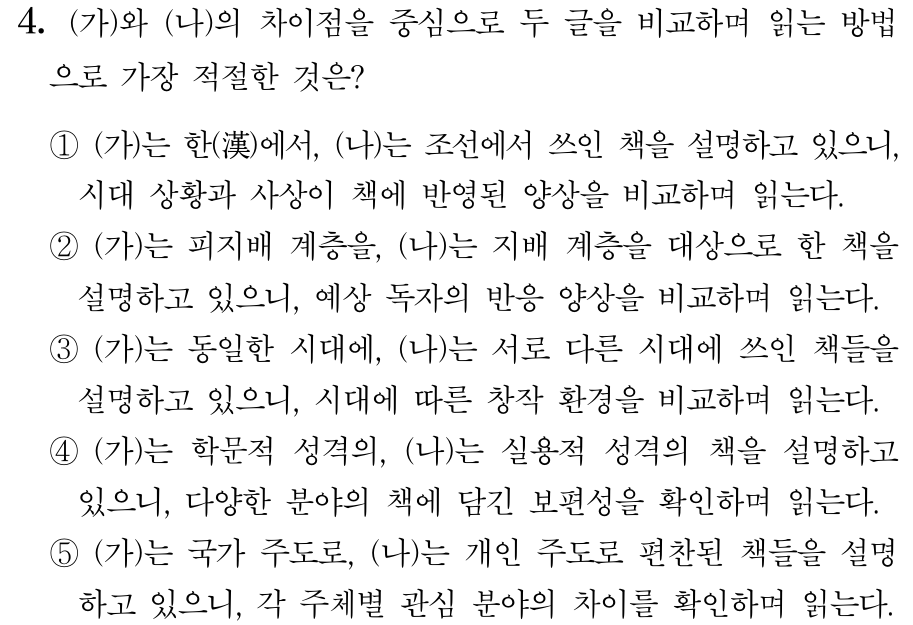 4. (가)와 (나)의 차이점을 중심으로 두 글을 비교하며 읽는 방법
으로 가장 적절한 것은?
① (가)는 한(漢)에서, (나)는 조선에서 쓰인 책을 설명하고 있으니,
시대 상황과 사상이 책에 반영된 양상을 비교하며 읽는다.
② (가)는 피지배 계층을, (나)는 지배 계층을 대상으로 한 책을
설명하고 있으니, 예상 독자의 반응 양상을 비교하며 읽는다.
③ (가)는 동일한 시대에, (나)는 서로 다른 시대에 쓰인 책들을
설명하고 있으니, 시대에 따른 창작 환경을 비교하며 읽는다.
④ (가)는 학문적 성격의, (나)는 실용적 성격의 책을 설명하고
있으니, 다양한 분야의 책에 담긴 보편성을 확인하며 읽는다.
⑤ (가)는 국가 주도로, (나)는 개인 주도로 편찬된 책들을 설명
하고 있으니, 각 주체별 관심 분야의 차이를 확인하며 읽는다.